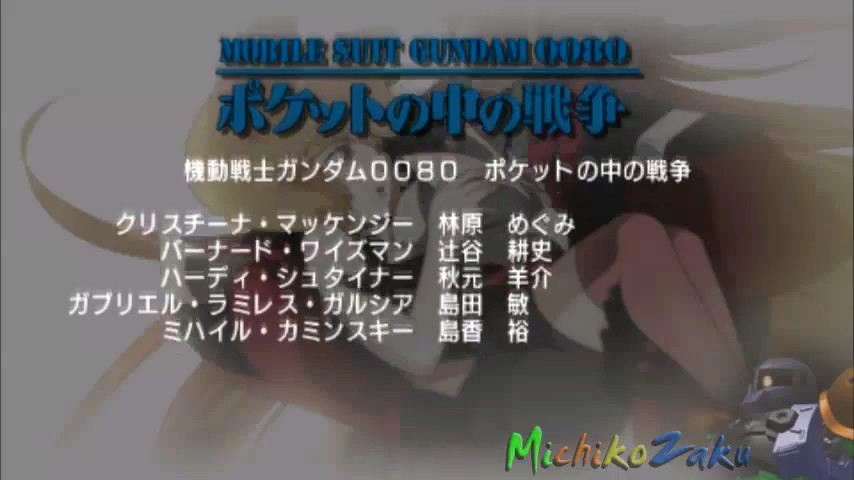 MOBILE SUIT GUNDAM 0080
ポケットの中の戦争
機動戦士ガンダム0080 ポケットの中の戦争
クリスチーナ・マッケンジー 林原 めぐみ
バーナード・ワイズマン 辻谷 耕史
ハーディ・シュタイナー 秋元 羊介
ガブリエル・ラミレス・ガルシア 島田 敏
ミハイル・カミンスキー 島香 裕
MichikoZaku